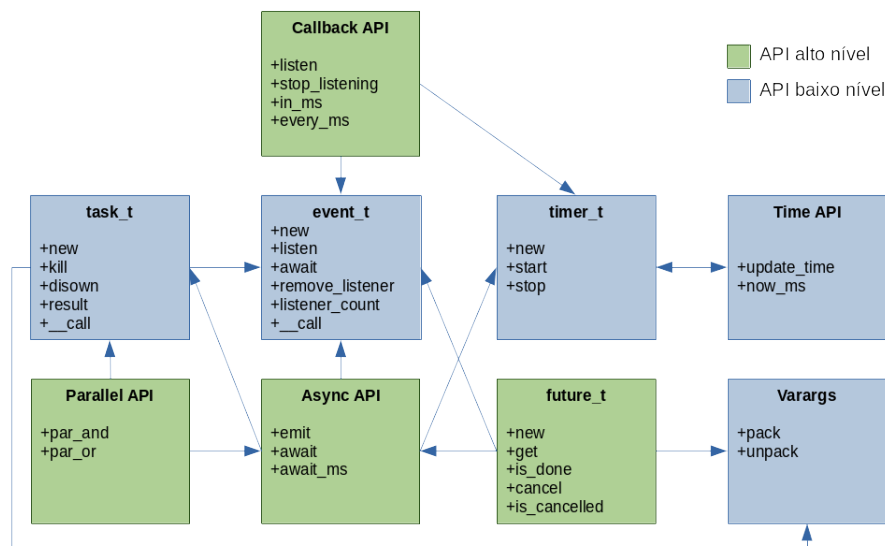 Callback API
+listen
+stop_listening
+in_ms
+every_ms
API alto nível
API baixo nível
task_t
+new
+kill
+disown
+result
+__call
event_t
+new
+listen
+await
+remove_listener
+listener_count
+__call
timer_t
+new
+start
+stop
Time API
+update_time
+now_ms
Parallel API
+par_and
+par_or
Async API
+emit
+await
+await_ms
future_t
+new
+get
+is_done
+cancel
+is_cancelled
Varargs
+pack
+unpack